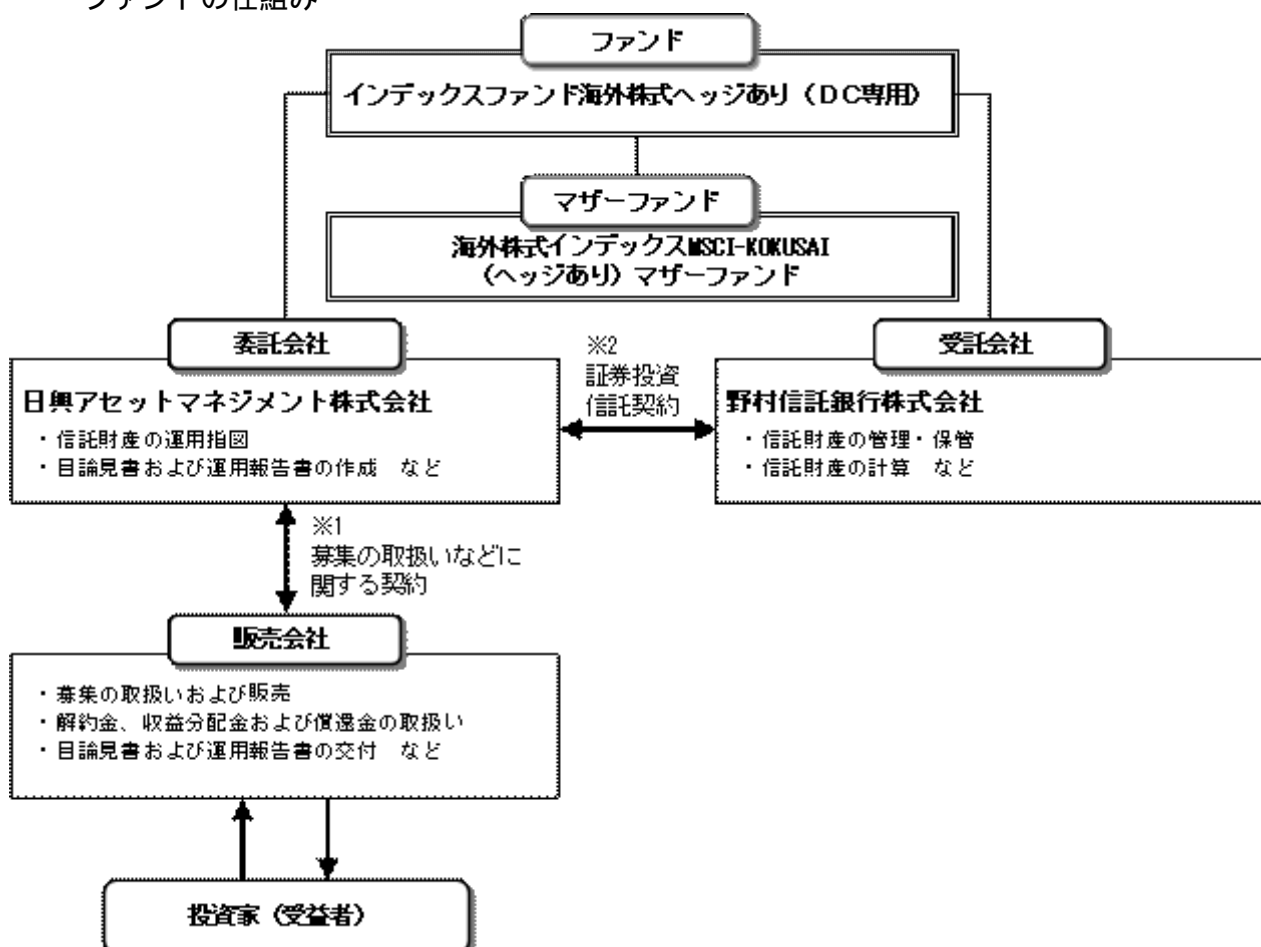 ファンドの仕組み
ファンド
インデックスファンド海外株式ヘッジあり（DC専用）
マザーファンド
海外株式インデックスMSCI-KOKUSAI
（ヘッジあり）マザーファンド
委託会社
日興アセットマネジメント株式会社
・信託財産の運用指図
・目論見書および運用報告書の作成　など
※2
証券投資
信託契約
受託会社
野村信託銀行株式会社
・信託財産の管理・保管
・信託財産の計算　など
※1
募集の取扱いなどに
関する契約
販売会社
・募集の取扱いおよび販売
・解約金、収益分配金および償還金の取扱い
・目論見書および運用報告書の交付　など
投資家（受益者）